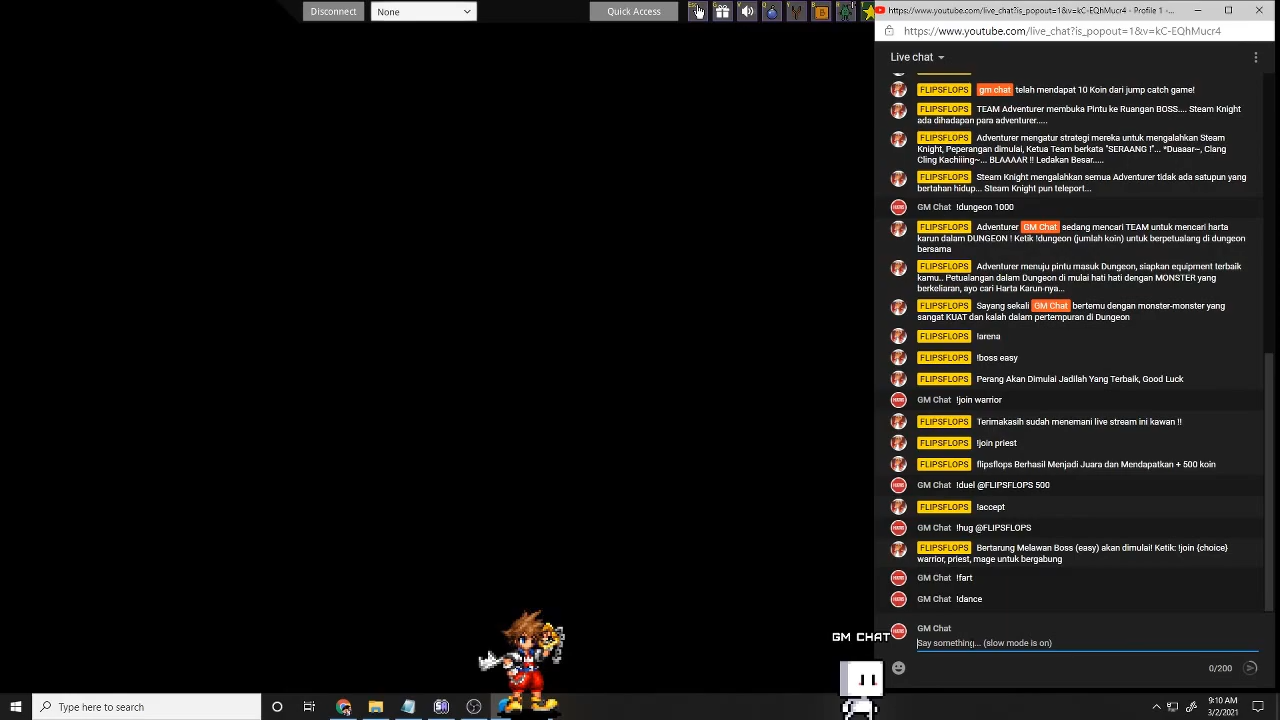 Disconnect
None
Quick Access
https://www.youtube.com/live_chat?is_popout=1&v=kC-EQhMucr4 - Profile 1 - ...
https://www.youtube.com/live_chat?is_popout=1&v=kC-EQhMucr4
Live chat
FLIPSFLOPS gm chat telah mendapat 10 Koin dari jump catch game!
FLIPSFLOPS TEAM Adventurer membuka Pintu ke Ruangan BOSS.... Steam Knight
ada dihadapan para adventurer.....
FLIPSFLOPS Adventurer mengatur strategi mereka untuk mengalahkan Steam
Knight, Peperangan dimulai, Ketua Team berkata "SERAANG !"... *Duaaar~, Clang
Cling Kachiiing~... BLAAAAR !! Ledakan Besar.....
FLIPSFLOPS Steam Knight mengalahkan semua Adventurer tidak ada satupun yang
bertahan hidup... Steam Knight pun teleport...
GM Chat !dungeon 1000
FLIPSFLOPS Adventurer GM Chat sedang mencari TEAM untuk mencari harta
karun dalam DUNGEON ! Ketik !dungeon (jumlah koin) untuk berpetualang di dungeon
bersama
FLIPSFLOPS Adventurer menuju pintu masuk Dungeon, siapkan equipment terbaik
kamu.. Petualangan dalam Dungeon di mulai hati hati dengan MONSTER yang
berkeliaran, ayo cari Harta Karun-nya...
FLIPSFLOPS Sayang sekali GM Chat bertemu dengan monster-monster yang
sangat KUAT dan kalah dalam pertempuran di Dungeon
FLIPSFLOPS !arena
FLIPSFLOPS !boss easy
FLIPSFLOPS Perang Akan Dimulai Jadilah Yang Terbaik, Good Luck
GM Chat !join warrior
FLIPSFLOPS Terimakasih sudah menemani live stream ini kawan !!
FLIPSFLOPS !join priest
FLIPSFLOPS flipsflops Berhasil Menjadi Juara dan Mendapatkan + 500 koin
GM Chat !duel @FLIPSFLOPS 500
FLIPSFLOPS !accept
GM Chat !hug @FLIPSFLOPS
FLIPSFLOPS Bertarung Melawan Boss (easy) akan dimulai! Ketik: !join {choice}
warrior, priest, mage untuk bergabung
GM Chat !fart
GM Chat !dance
GM Chat
Say something... (slow mode is on)
0/200
GM CHAT
Type here to search
9:10 AM
3/2/2021